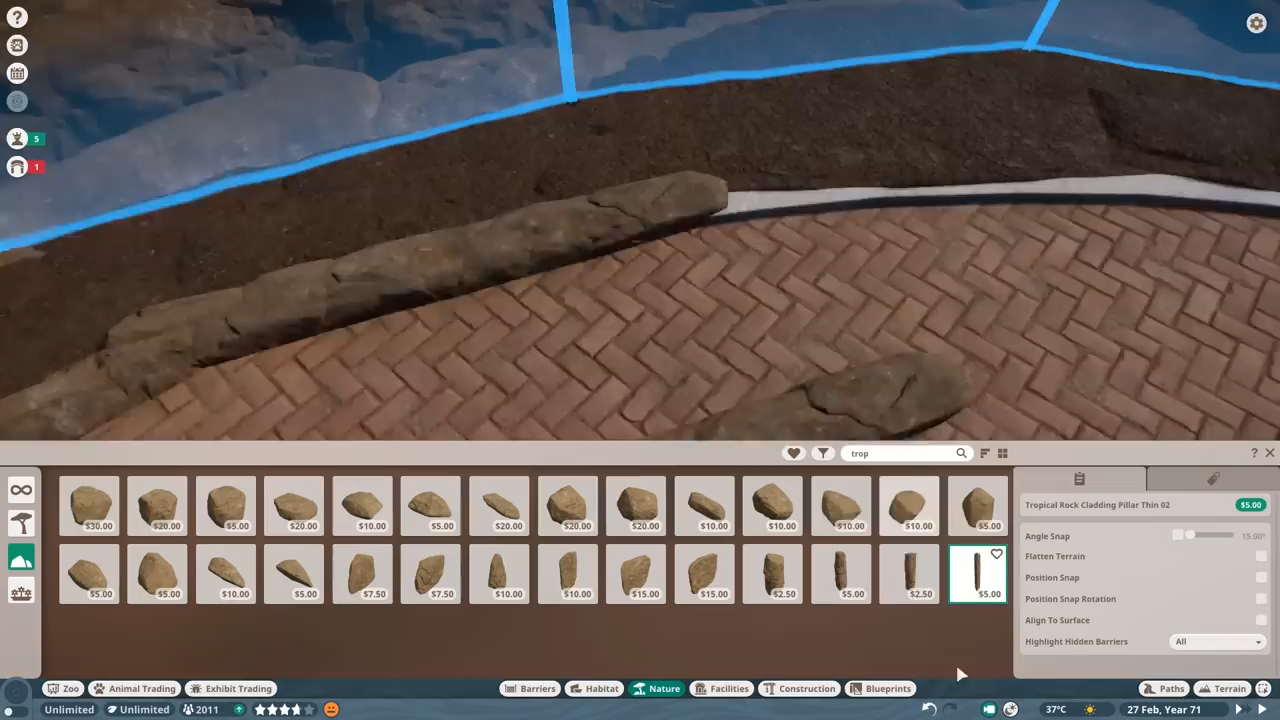 ?
5
1
trop
?
$30.00 $20.00 $5.00 $20.00 $10.00 $5.00 $20.00 $20.00 $20.00 $10.00 $10.00 $10.00 $10.00 $5.00
$5.00 $5.00 $10.00 $5.00 $7.50 $7.50 $10.00 $10.00 $15.00 $15.00 $2.50 $5.00 $2.50 $5.00
Tropical Rock Cladding Pillar Thin 02 $5.00
Angle Snap 15.00°
Flatten Terrain
Position Snap
Position Snap Rotation
Align To Surface
Highlight Hidden Barriers All
Zoo Animal Trading Exhibit Trading Barriers Habitat Nature Facilities Construction Blueprints Paths Terrain
Unlimited Unlimited 2011 37°C 27 Feb, Year 71